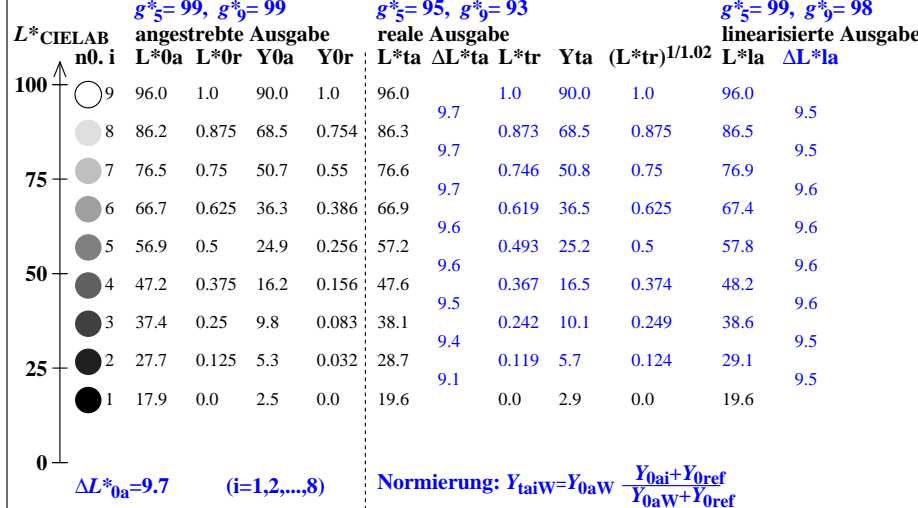 g*5= 99, g*9= 99 g*5= 95, g*9= 93 g*5= 99, g*9= 98
L*CIELAB angestrebte Ausgabe reale Ausgabe linearisierte Ausgabe
n0. i L*0a L*0r Y0a Y0r L*ta ΔL*ta L*tr Yta (L*tr)1/1.02 L*la ΔL*la
100
9 96.0 1.0 90.0 1.0 96.0 1.0 90.0 1.0 96.0
9.7 9.5
8 86.2 0.875 68.5 0.754 86.3 0.873 68.5 0.875 86.5
9.7 9.5
7 76.5 0.75 50.7 0.55 76.6 0.746 50.8 0.75 76.9
75
9.7 9.6
6 66.7 0.625 36.3 0.386 66.9 0.619 36.5 0.625 67.4
9.6 9.6
5 56.9 0.5 24.9 0.256 57.2 0.493 25.2 0.5 57.8
9.6 9.6
50
4 47.2 0.375 16.2 0.156 47.6 0.367 16.5 0.374 48.2
9.5 9.6
3 37.4 0.25 9.8 0.083 38.1 0.242 10.1 0.249 38.6
9.4 9.5
2 27.7 0.125 5.3 0.032 28.7 0.119 5.7 0.124 29.1
25
9.1 9.5
1 17.9 0.0 2.5 0.0 19.6 0.0 2.9 0.0 19.6
0
ΔL*0a=9.7 (i=1,2,...,8) Normierung: YtaiW=Y0aW Y0ai+Y0ref
Y0aW+Y0ref